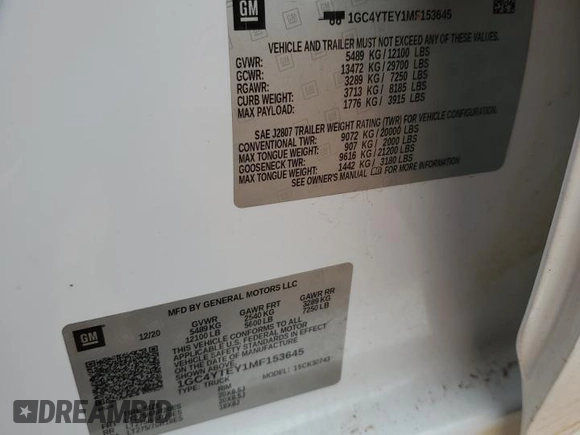 GM 1GC4YTEY1MF153645
VEHICLE AND TRAILER MUST NOT EXCEED ANY OF THESE VALUES.
GVWR: 5489 KG/12100 LBS
GCWR: 13472 KG/29700 LBS
RGAWR: 3289 KG/ 7250 LBS
CURB WEIGHT: 3713 KG/ 8185 LBS
MAX PAYLOAD: 1776 KG/ 3915 LBS
SAE J2807 TRAILER WEIGHT RATING (TWR) FOR VEHICLE CONFIGURATION.
CONVENTIONAL TWR: 9072 KG/20000 LBS
MAX TONGUE WEIGHT: 907 KG/ 2000 LBS
GOOSENECK TWR: 9616 KG/21200 LBS
MAX TONGUE WEIGHT: 1442 KG/ 3180 LBS
SEE OWNER'S MANUAL FOR MORE INFORMATION.
MFD BY GENERAL MOTORS LLC
GM 12/20 GVWR GAWR FRT GAWR RR
5489 KG 2540 KG 3289 KG
12100 LB 5600 LB 7250 LB
THIS VEHICLE CONFORMS TO ALL
APPLICABLE U.S. FEDERAL MOTOR
VEHICLE SAFETY STANDARDS IN EFFECT
ON THE DATE OF MANUFACTURE SHOWN
ABOVE.
1GC4YTEY1MF153645
TYPE: TRUCK MODEL:
RIM
DREAMBID